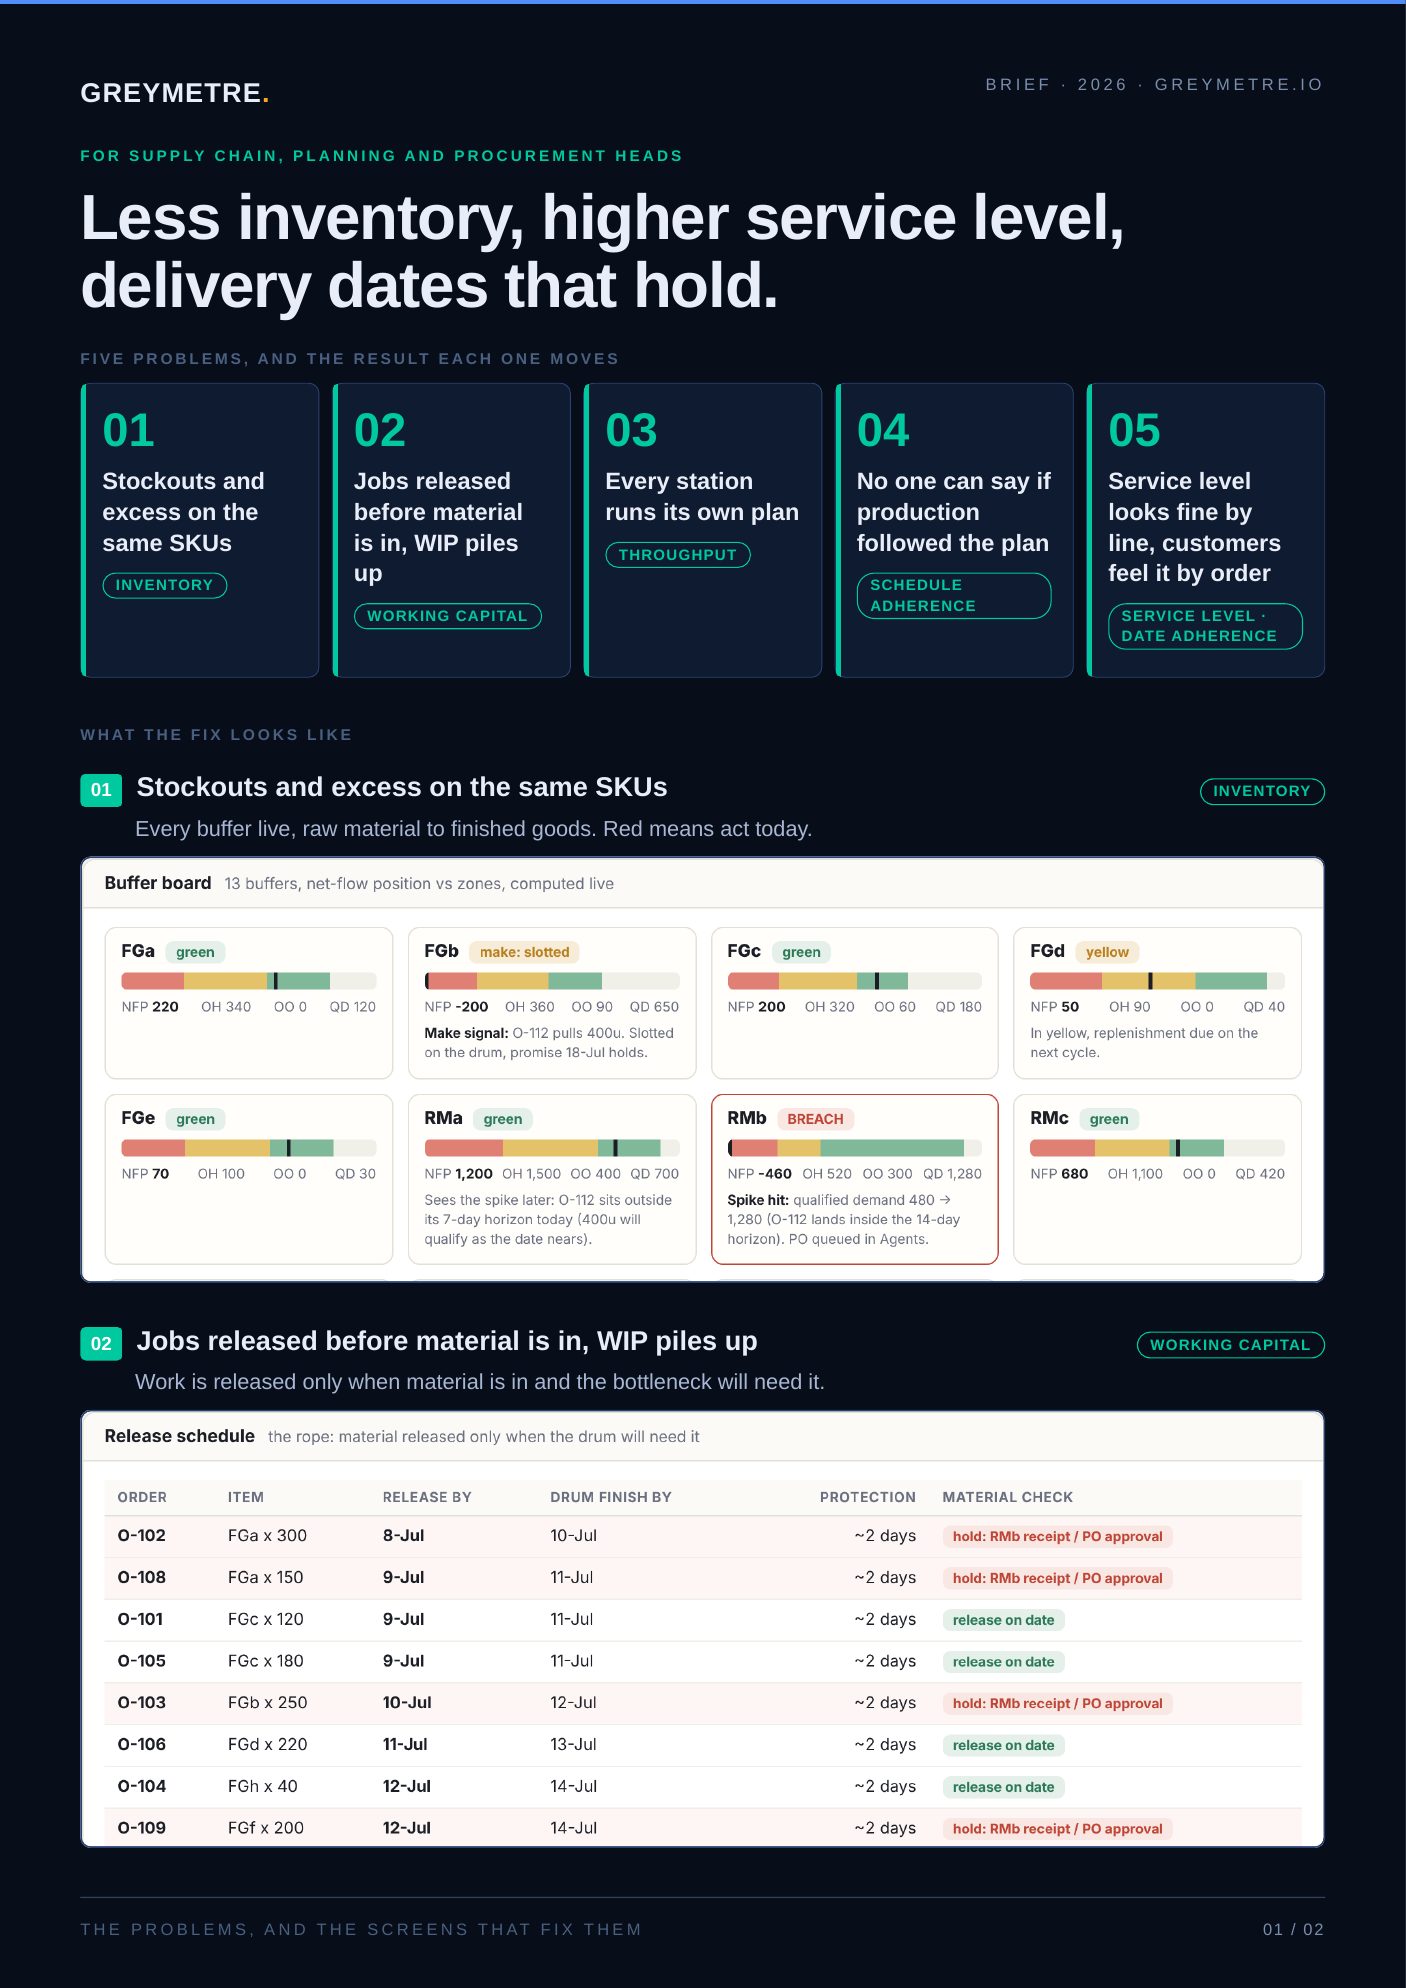 GREYMETRE.
BRIEF · 2026 · GREYMETRE.IO
FOR SUPPLY CHAIN, PLANNING AND PROCUREMENT HEADS
Less inventory, higher service level,
delivery dates that hold.
FIVE PROBLEMS, AND THE RESULT EACH ONE MOVES
01
Stockouts and
excess on the
same SKUs
INVENTORY
02
Jobs released
before material
is in, WIP piles
up
WORKING CAPITAL
03
Every station
runs its own plan
THROUGHPUT
04
No one can say if
production
followed the plan
SCHEDULE
ADHERENCE
05
Service level
looks fine by
line, customers
feel it by order
SERVICE LEVEL ·
DATE ADHERENCE
WHAT THE FIX LOOKS LIKE
01 Stockouts and excess on the same SKUs INVENTORY
Every buffer live, raw material to finished goods. Red means act today.
Buffer board 13 buffers, net-flow position vs zones, computed live
FGa green
NFP 220 OH 340 OO 0 QD 120
FGb make: slotted
NFP -200 OH 360 OO 90 QD 650
Make signal: O-112 pulls 400u. Slotted
on the drum, promise 18-Jul holds.
FGc green
NFP 200 OH 320 OO 60 QD 180
FGd yellow
NFP 50 OH 90 OO 0 QD 40
In yellow, replenishment due on the
next cycle.
FGe green
NFP 70 OH 100 OO 0 QD 30
RMa green
NFP 1,200 OH 1,500 OO 400 QD 700
Sees the spike later: O-112 sits outside
its 7-day horizon today (400u will
qualify as the date nears).
RMb BREACH
NFP -460 OH 520 OO 300 QD 1,280
Spike hit: qualified demand 480 →
1,280 (O-112 lands inside the 14-day
horizon). PO queued in Agents.
RMc green
NFP 680 OH 1,100 OO 0 QD 420
02 Jobs released before material is in, WIP piles up WORKING CAPITAL
Work is released only when material is in and the bottleneck will need it.
Release schedule the rope: material released only when the drum will need it
ORDER ITEM RELEASE BY DRUM FINISH BY PROTECTION MATERIAL CHECK
O-102 FGa x 300 8-Jul 10-Jul ~2 days hold: RMb receipt / PO approval
O-108 FGa x 150 9-Jul 11-Jul ~2 days hold: RMb receipt / PO approval
O-101 FGc x 120 9-Jul 11-Jul ~2 days release on date
O-105 FGc x 180 9-Jul 11-Jul ~2 days release on date
O-103 FGb x 250 10-Jul 12-Jul ~2 days hold: RMb receipt / PO approval
O-106 FGd x 220 11-Jul 13-Jul ~2 days release on date
O-104 FGh x 40 12-Jul 14-Jul ~2 days release on date
O-109 FGf x 200 12-Jul 14-Jul ~2 days hold: RMb receipt / PO approval
THE PROBLEMS, AND THE SCREENS THAT FIX THEM
01 / 02